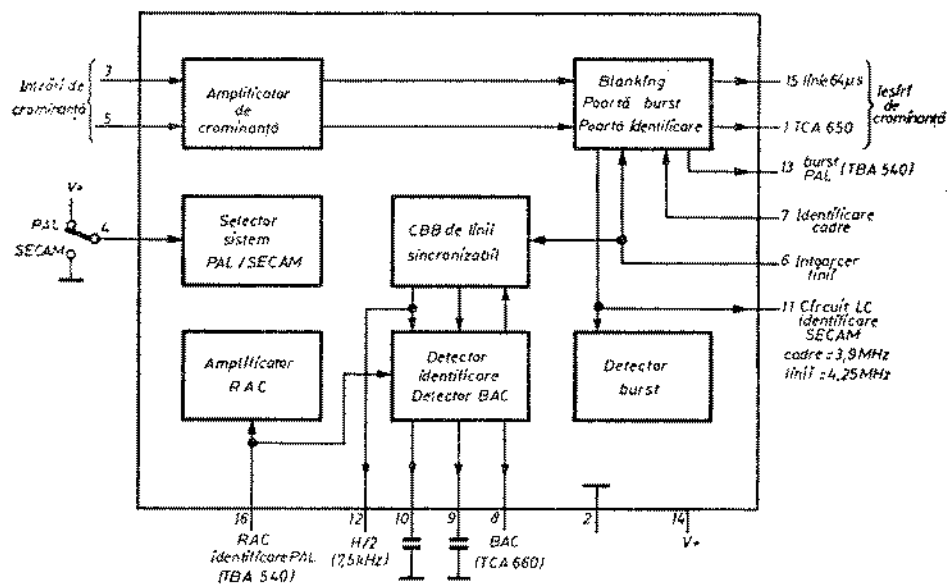 Intrări de
crominanță
3
5
Amplificator
de
crominanță
Blanking
Poartă burst
Poartă identificare
15 linie 64µs
1 TCA 650
Ieșiri
de
crominanță
13 burst
PAL (TBA 540)
7 Identificare
cadre
6 Intoarcer
linii
11 Circuit LC
identificare
SECAM
cadre = 3,9MHz
linii = 4,25MHz
V+
PAL
4
SECAM
Selector
sistem
PAL/SECAM
CBB de linii
sincronizabil
Amplificator
RAC
Detector
identificare
Detector BAC
Detector
burst
16
12
10
9
8
2
14
RAC
identificare PAL
(TBA 540)
H/2
(7,5kHz)
BAC
(TCA 660)
V+